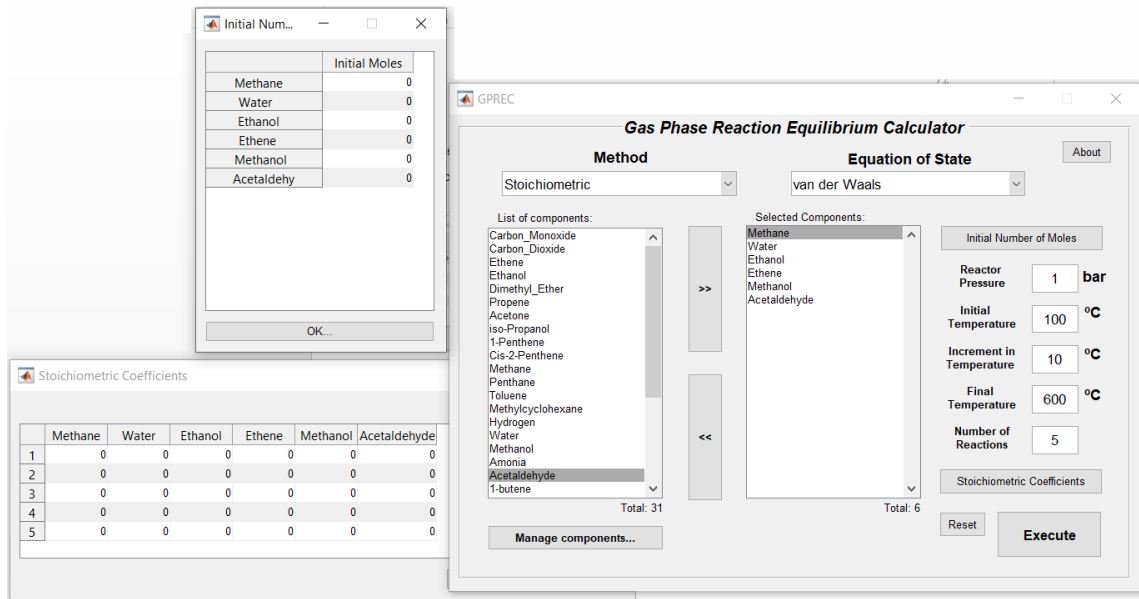 Initial Num...
Initial Moles
Methane 0
Water 0
Ethanol 0
Ethene 0
Methanol 0
Acetaldehy 0
OK...
Stoichiometric Coefficients
Methane Water Ethanol Ethene Methanol Acetaldehyde
1 0 0 0 0 0 0
2 0 0 0 0 0 0
3 0 0 0 0 0 0
4 0 0 0 0 0 0
5 0 0 0 0 0 0
GPREC
Gas Phase Reaction Equilibrium Calculator
About
Method
Stoichiometric
Equation of State
van der Waals
List of components:
Carbon_Monoxide
Carbon_Dioxide
Ethene
Ethanol
Dimethyl_Ether
Propene
Acetone
iso-Propanol
1-Penthene
Cis-2-Penthene
Methane
Penthane
Toluene
Methylcyclohexane
Hydrogen
Water
Methanol
Amonia
Acetaldehyde
1-butene
Total: 31
Manage components...
>>
<<
Selected Components:
Methane
Water
Ethanol
Ethene
Methanol
Acetaldehyde
Total: 6
Initial Number of Moles
Reactor
Pressure 1 bar
Initial
Temperature 100 ºC
Increment in
Temperature 10 ºC
Final
Temperature 600 ºC
Number of
Reactions 5
Stoichiometric Coefficients
Reset
Execute